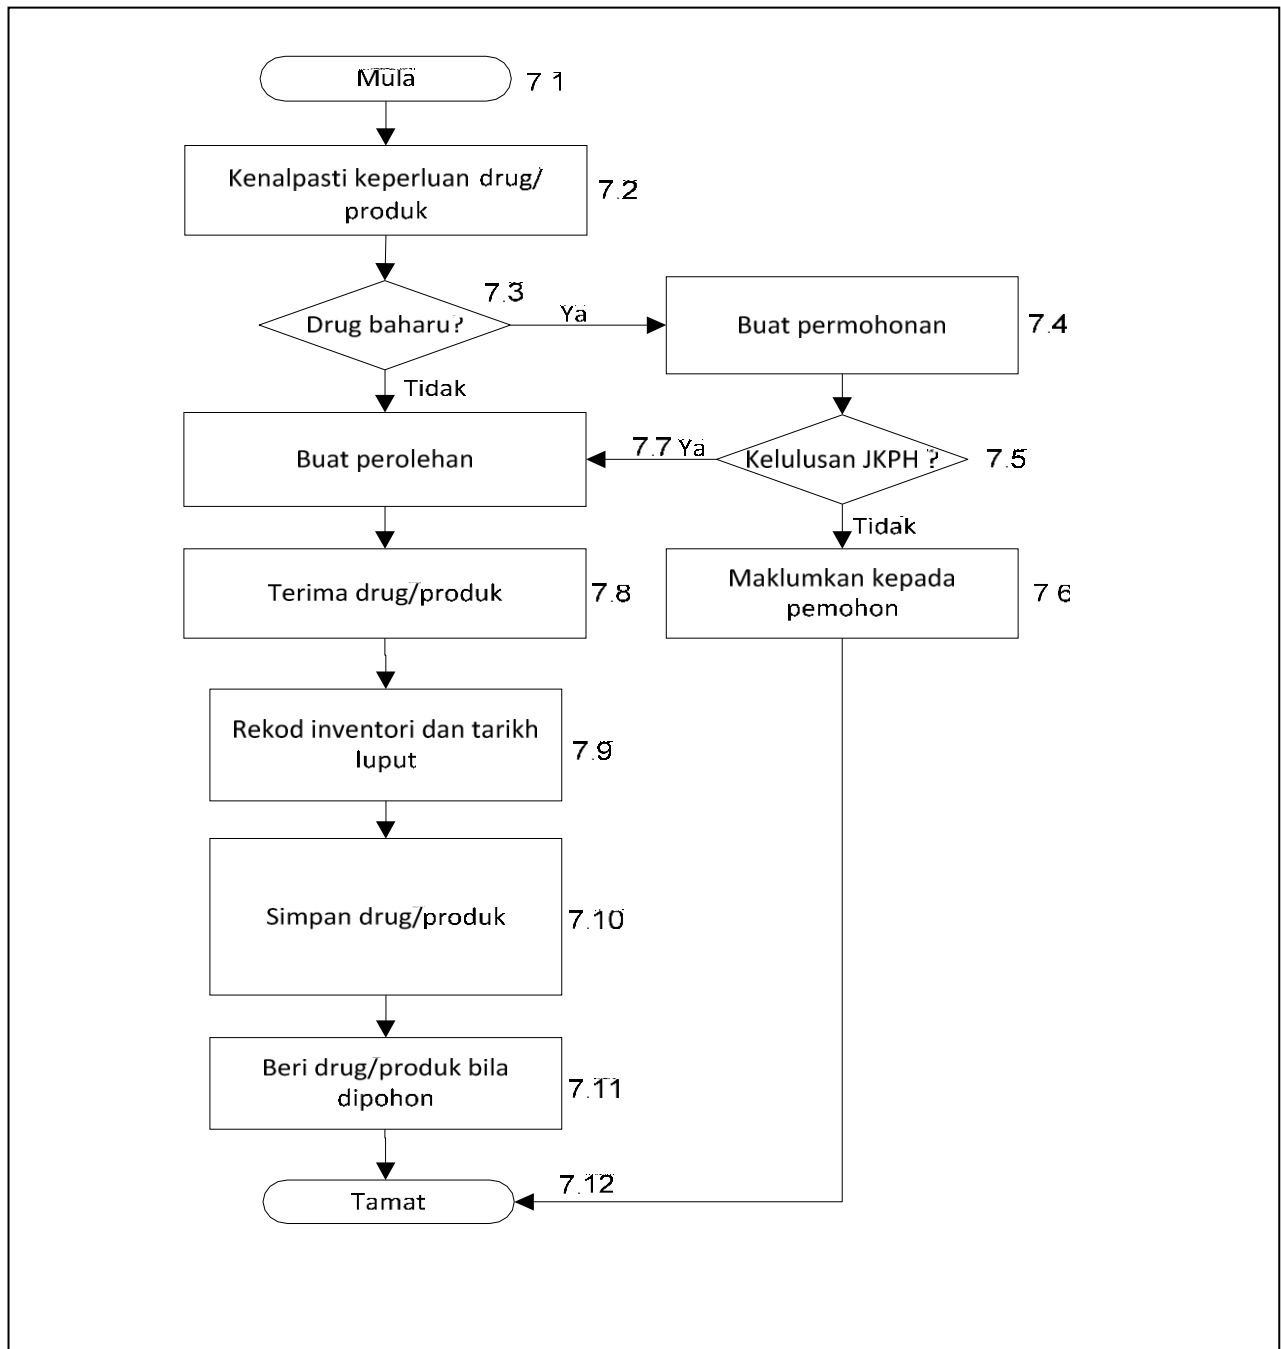 Mula
7 1
Kenalpasti keperluan drug/
produk
7.2
7.3
Drug baharu?
Ya
Buat permohonan
7.4
Tidak
Buat perolehan
7.7 Ya
Kelulusan JKPH ?
7.5
Tidak
Terima drug/produk
7.8
Maklumkan kepada
pemohon
7 6
Rekod inventori dan tarikh
luput
7.9
Simpan drug/produk
7.10
Beri drug/produk bila
dipohon
7.11
Tamat
7.12